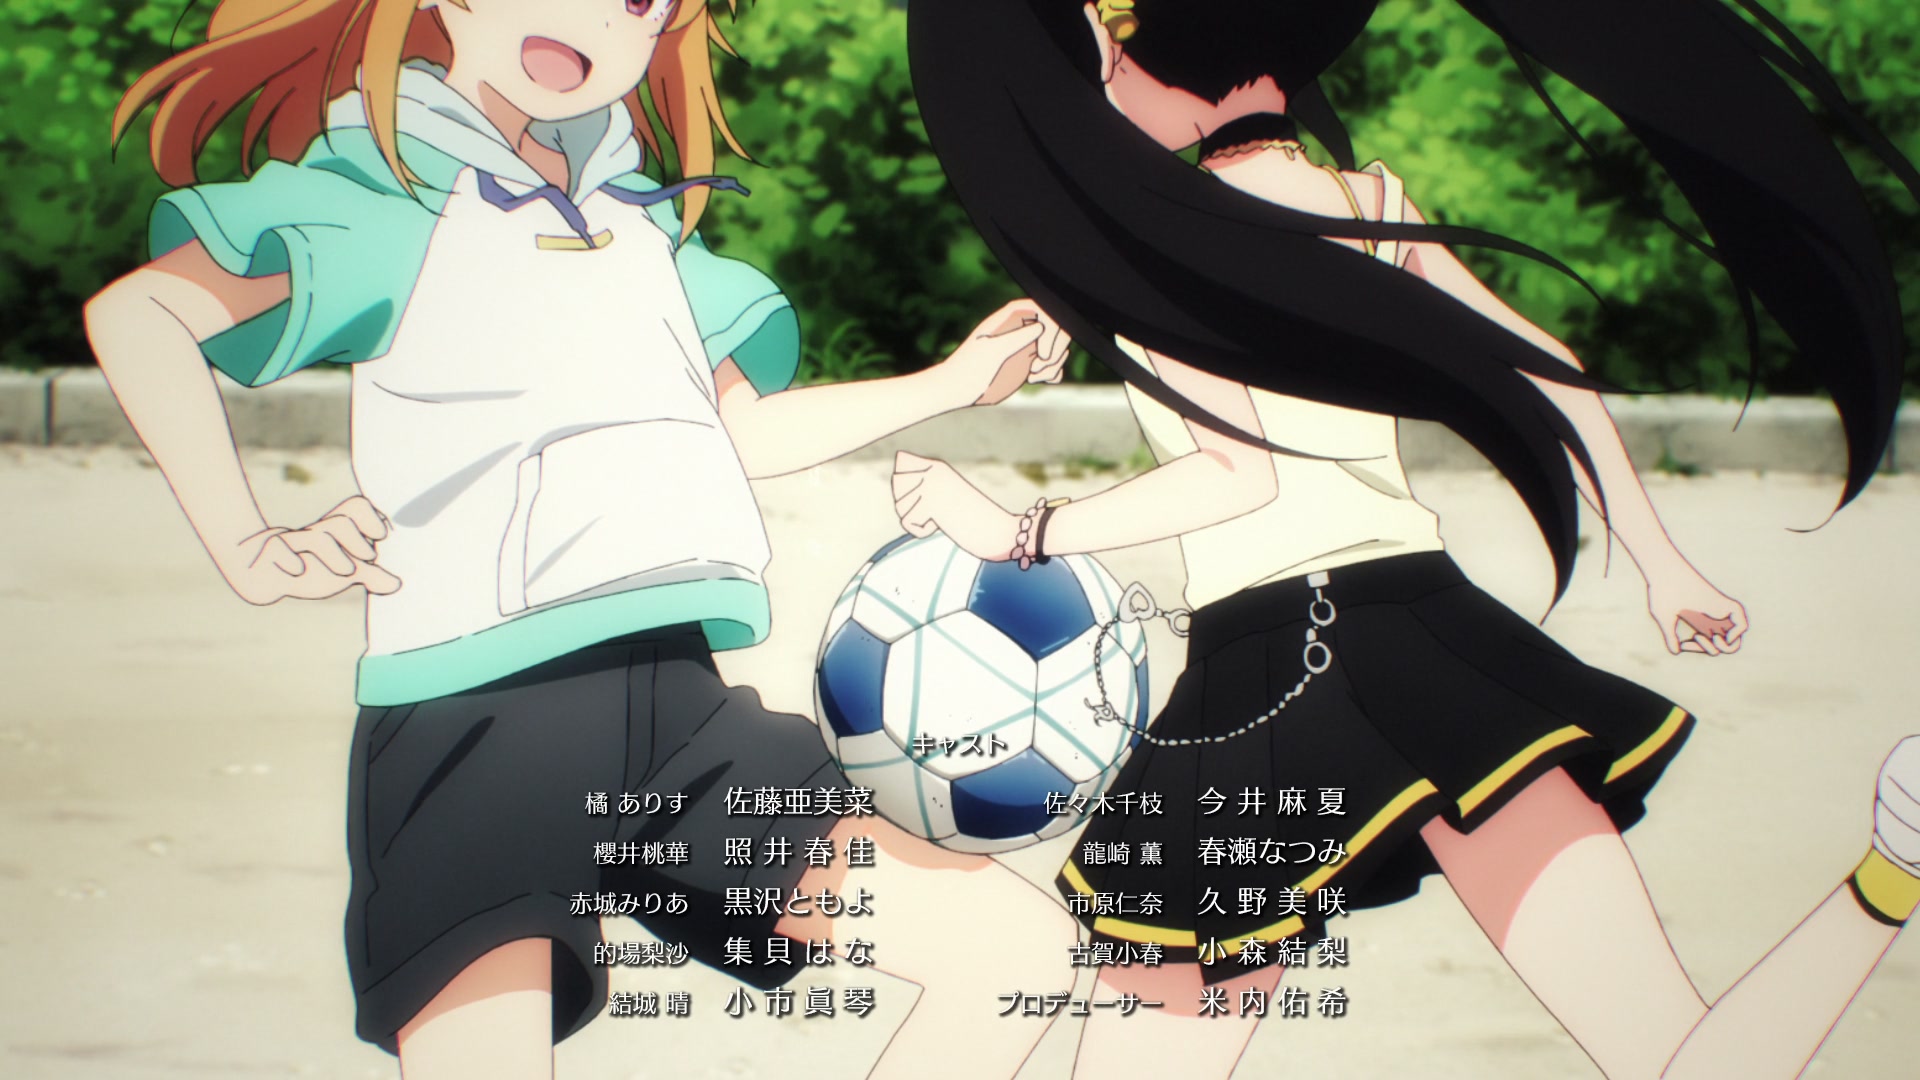 キャスト
橘 ありす 佐藤亜美菜
櫻井桃華 照井春佳
赤城みりあ 黒沢ともよ
的場梨沙 集貝はな
結城 晴 小市眞琴
佐々木千枝 今井麻夏
龍崎 薫 春瀬なつみ
市原仁奈 久野美咲
古賀小春 小森結梨
プロデューサー 米内佑希